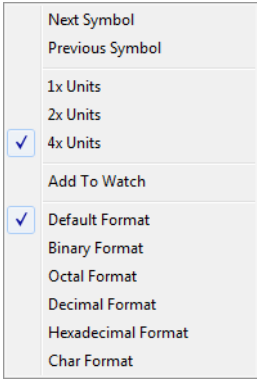 Next Symbol
Previous Symbol
1x Units
2x Units
4x Units
Add To Watch
Default Format
Binary Format
Octal Format
Decimal Format
Hexadecimal Format
Char Format